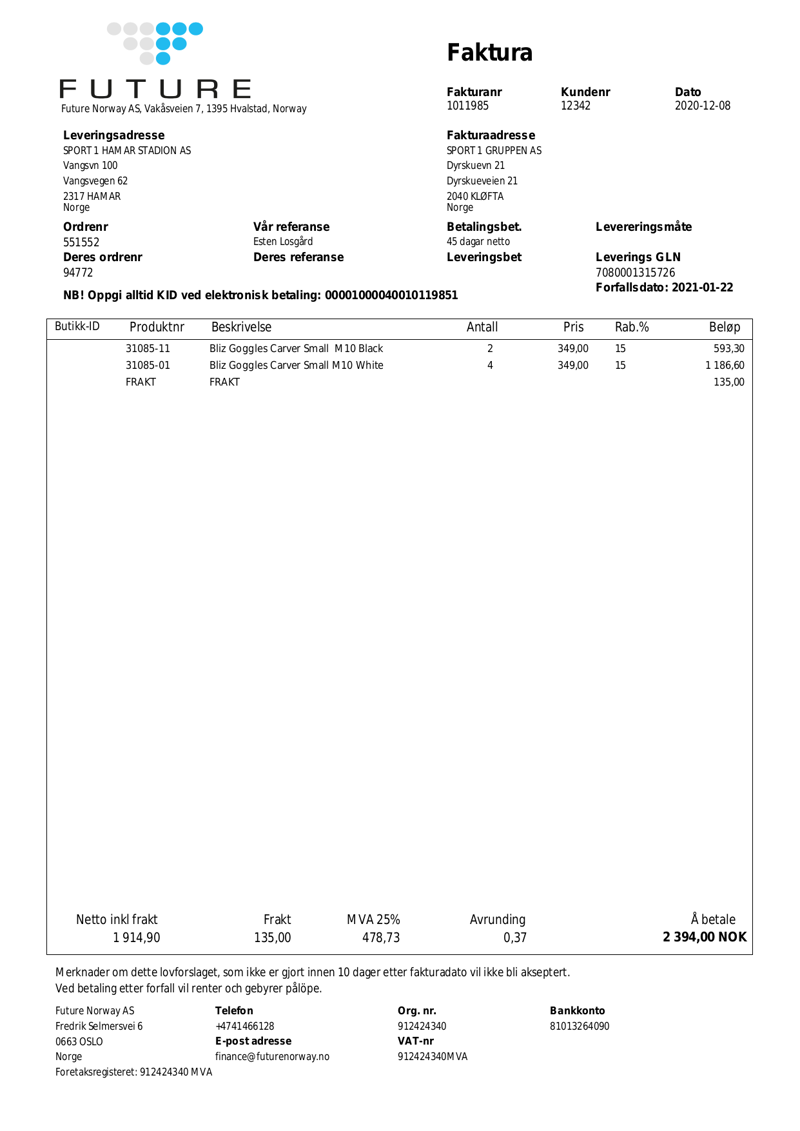 FUTURE
Future Norway AS, Vakåsveien 7, 1395 Hvalstad, Norway
Faktura
Fakturanr Kundenr Dato
1011985 12342 2020-12-08
Leveringsadresse Fakturaadresse
SPORT 1 HAMAR STADION AS SPORT 1 GRUPPEN AS
Vangsvn 100 Dyrskuevn 21
Vangsvegen 62 Dyrskueveien 21
2317 HAMAR 2040 KLØFTA
Norge Norge
Ordrenr Vår referanse Betalingsbet. Levereringsmåte
551552 Esten Losgård 45 dagar netto
Deres ordrenr Deres referanse Leveringsbet Leverings GLN
94772 7080001315726
NB! Oppgi alltid KID ved elektronisk betaling: 00001000040010119851 Forfallsdato: 2021-01-22
Butikk-ID Produktnr Beskrivelse Antall Pris Rab.% Beløp
31085-11 Bliz Goggles Carver Small M10 Black 2 349,00 15 593,30
31085-01 Bliz Goggles Carver Small M10 White 4 349,00 15 1 186,60
FRAKT FRAKT 135,00
Netto inkl frakt Frakt MVA 25% Avrunding Å betale
1 914,90 135,00 478,73 0,37 2 394,00 NOK
Merknader om dette lovforslaget, som ikke er gjort innen 10 dager etter fakturadato vil ikke bli akseptert.
Ved betaling etter forfall vil renter och gebyrer pålöpe.
Future Norway AS Telefon Org. nr. Bankkonto
Fredrik Selmersvei 6 +4741466128 912424340 81013264090
0663 OSLO E-post adresse VAT-nr
Norge finance@futurenorway.no 912424340MVA
Foretaksregisteret: 912424340 MVA